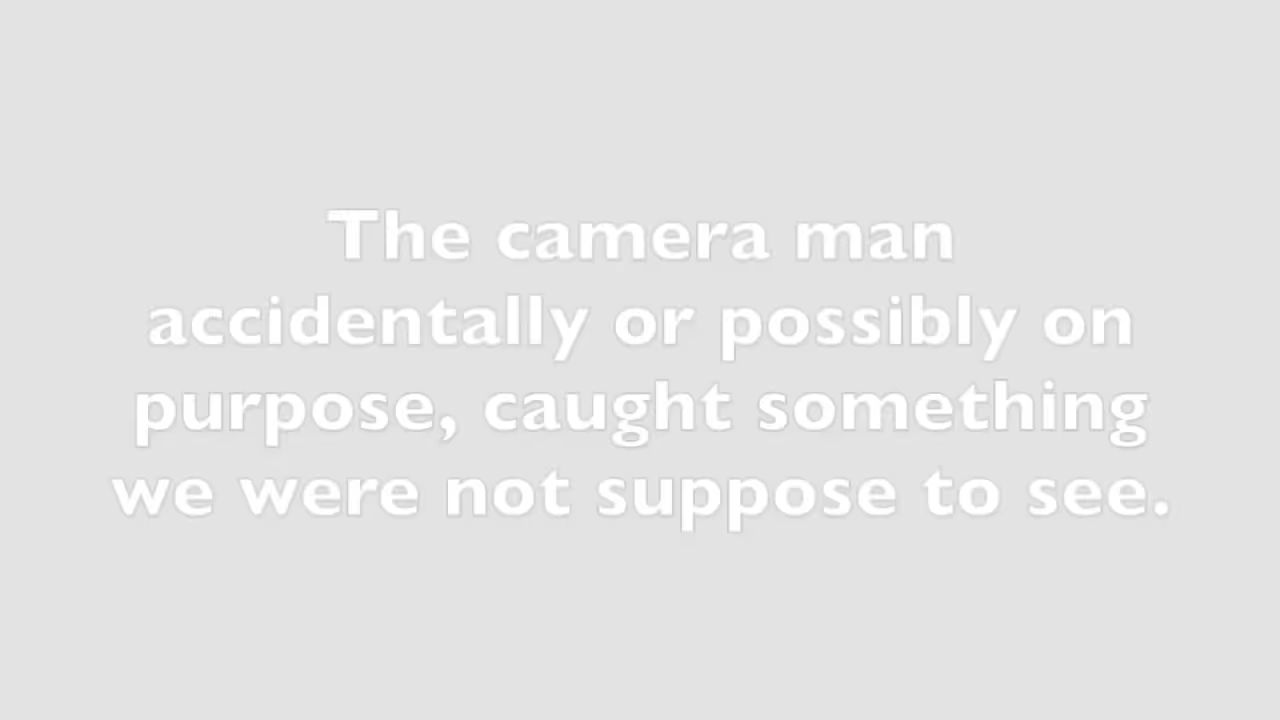 The camera man
accidentally or possibly on
purpose, caught something
we were not suppose to see.